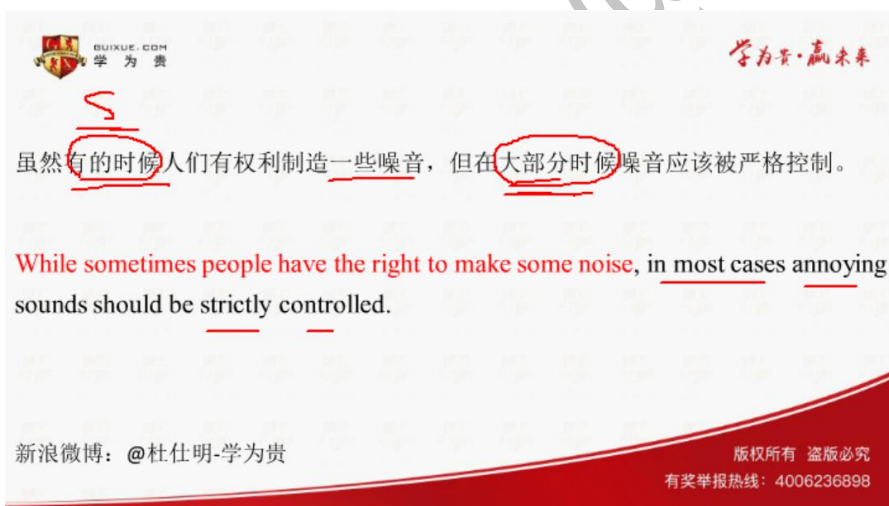 GUIXUE.COM
学为贵
学为贵·赢未来
虽然有的时候人们有权利制造一些噪音，但在大部分时候噪音应该被严格控制。
While sometimes people have the right to make some noise, in most cases annoying
sounds should be strictly controlled.
新浪微博：@杜仕明-学为贵
版权所有 盗版必究
有奖举报热线：4006236898